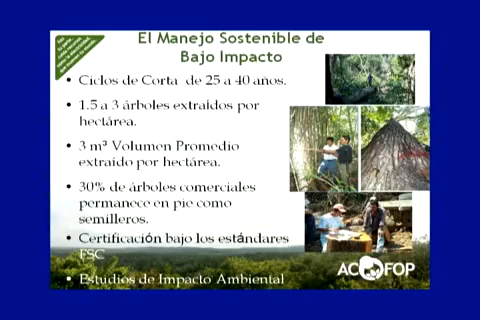 El Manejo Sostenible de
Bajo Impacto
• Ciclos de Corta de 25 a 40 años.
• 1.5 a 3 árboles extraídos por
hectárea.
• 3 m³ Volumen Promedio
extraído por hectárea.
• 30% de árboles comerciales
permanece en pie como
semilleros.
• Certificación bajo los estándares
FSC
• Estudios de Impacto Ambiental
ACOFOP